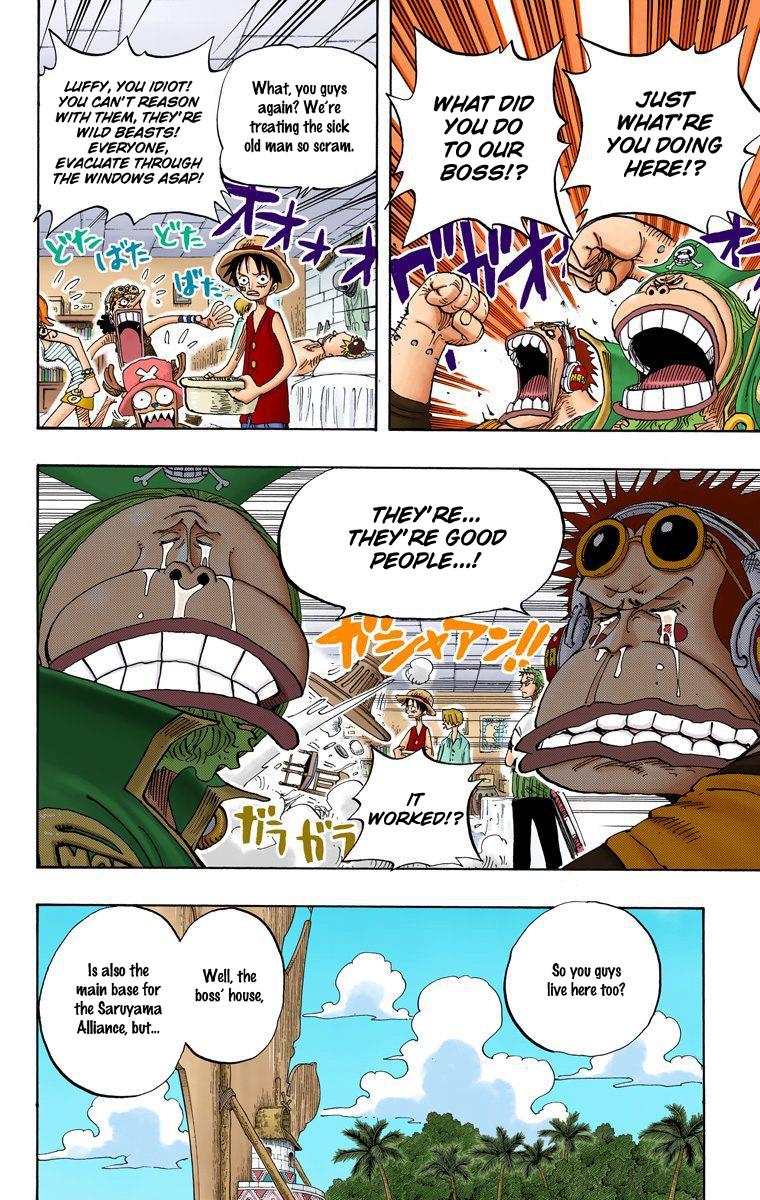 JUST
WHAT'RE
YOU DOING
HERE!?
WHAT DID
YOU DO
TO OUR
BOSS!?
ガガオオ
MAS
What, you guys
again? We're
treating the sick
old man so scram.
LUFFY, YOU IDIOT!
YOU CAN'T REASON
WITH THEM, THEY'RE
WILD BEASTS!
EVERYONE,
EVACUATE THROUGH
THE WINDOWS ASAP!
オオオオ
どた
ばた
どた
ばた
THEY'RE...
THEY'RE GOOD
PEOPLE...!
ガシャアン!!
IT
WORKED!?
ガラ
ガラ
MAS
So you guys
live here too?
Well, the
boss' house,
Is also the
main base for
the Saruyama
Alliance, but...